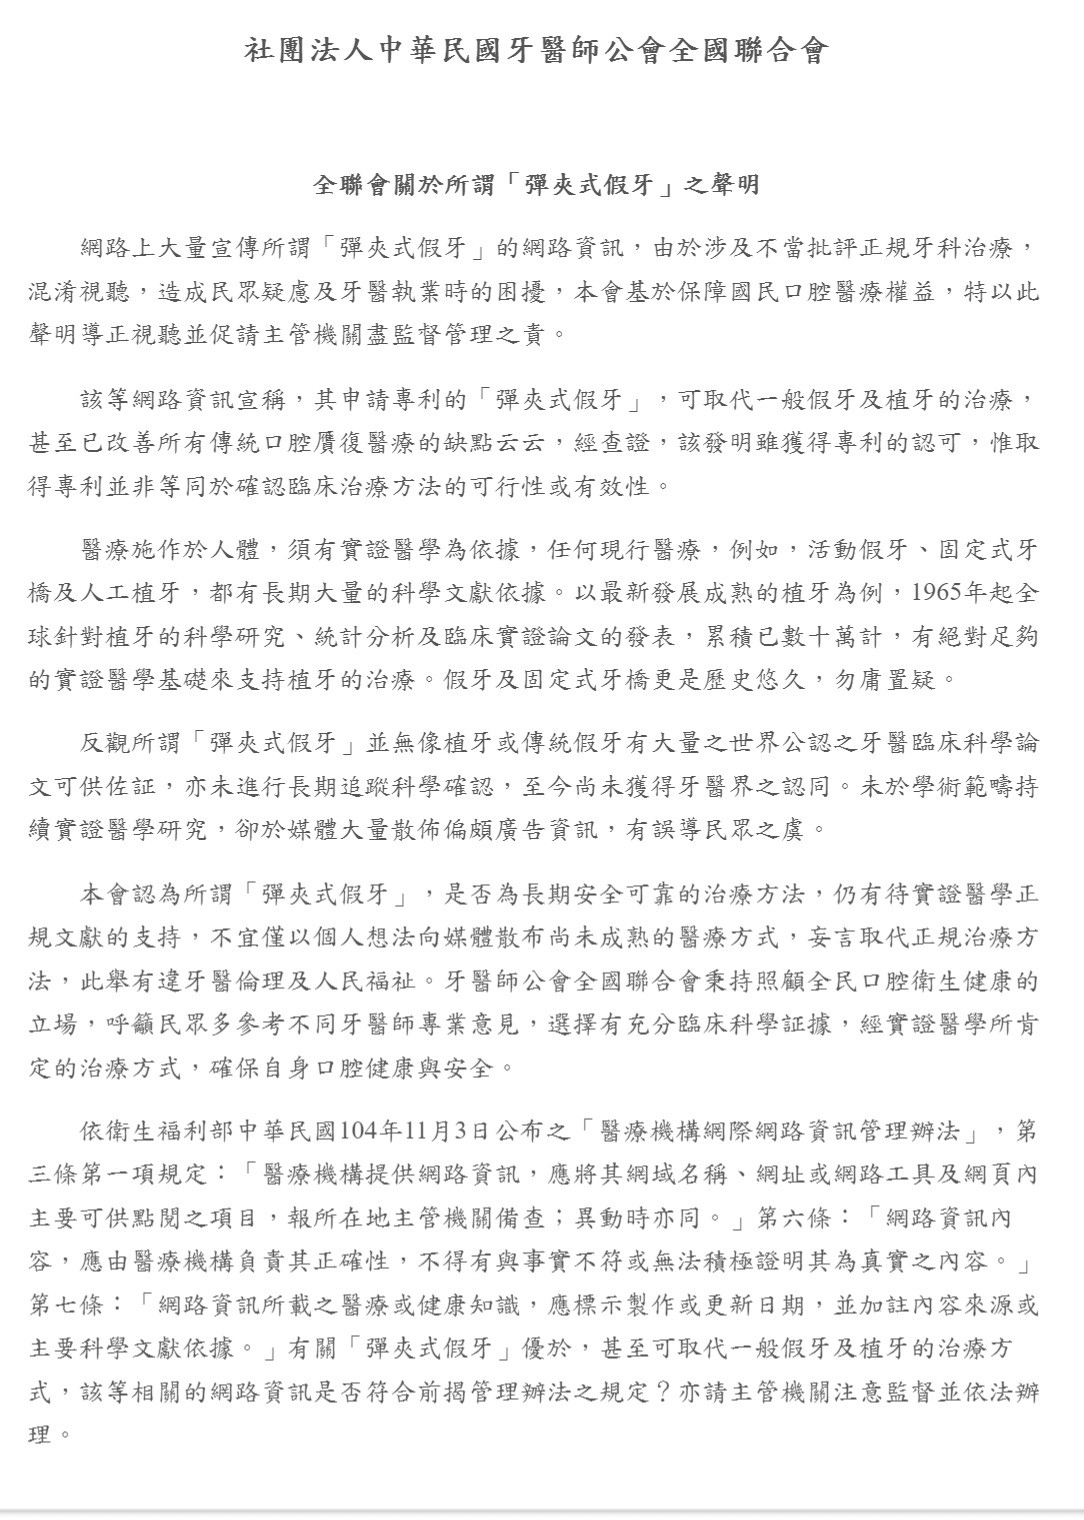 社團法人中華民國牙醫師公會全國聯合會
全聯會關於所謂「彈夾式假牙」之聲明
網路上大量宣傳所謂「彈夾式假牙」的網路資訊，由於涉及不當批評正規牙科治療，
混淆視聽，造成民眾疑慮及牙醫執業時的困擾，本會基於保障國民口腔醫療權益，特以此
聲明導正視聽並促請主管機關盡監督管理之責。
該等網路資訊宣稱，其申請專利的「彈夾式假牙」，可取代一般假牙及植牙的治療，
甚至已改善所有傳統口腔贗復醫療的缺點云云，經查證，該發明雖獲得專利的認可，惟取
得專利並非等同於確認臨床治療方法的可行性或有效性。
醫療施作於人體，須有實證醫學為依據，任何現行醫療，例如，活動假牙、固定式牙
橋及人工植牙，都有長期大量的科學文獻依據。以最新發展成熟的植牙為例，1965年起全
球針對植牙的科學研究、統計分析及臨床實證論文的發表，累積已數十萬計，有絕對足夠
的實證醫學基礎來支持植牙的治療。假牙及固定式牙橋更是歷史悠久，勿庸置疑。
反觀所謂「彈夾式假牙」並無像植牙或傳統假牙有大量之世界公認之牙醫臨床科學論
文可供佐証，亦未進行長期追蹤科學確認，至今尚未獲得牙醫界之認同。未於學術範疇持
續實證醫學研究，卻於媒體大量散佈偏頗廣告資訊，有誤導民眾之虞。
本會認為所謂「彈夾式假牙」，是否為長期安全可靠的治療方法，仍有待實證醫學正
規文獻的支持，不宜僅以個人想法向媒體散布尚未成熟的醫療方式，妄言取代正規治療方
法，此舉有違牙醫倫理及人民福祉。牙醫師公會全國聯合會秉持照顧全民口腔衛生健康的
立場，呼籲民眾多參考不同牙醫師專業意見，選擇有充分臨床科學証據，經實證醫學所肯
定的治療方式，確保自身口腔健康與安全。
依衛生福利部中華民國104年11月3日公布之「醫療機構網際網路資訊管理辦法」，第
三條第一項規定：「醫療機構提供網路資訊，應將其網域名稱、網址或網路工具及網頁內
主要可供點閱之項目，報所在地主管機關備查；異動時亦同。」第六條：「網路資訊內
容，應由醫療機構負責其正確性，不得有與事實不符或無法積極證明其為真實之內容。」
第七條：「網路資訊所載之醫療或健康知識，應標示製作或更新日期，並加註內容來源或
主要科學文獻依據。」有關「彈夾式假牙」優於，甚至可取代一般假牙及植牙的治療方
式，該等相關的網路資訊是否符合前揭管理辦法之規定？亦請主管機關注意監督並依法辦
理。